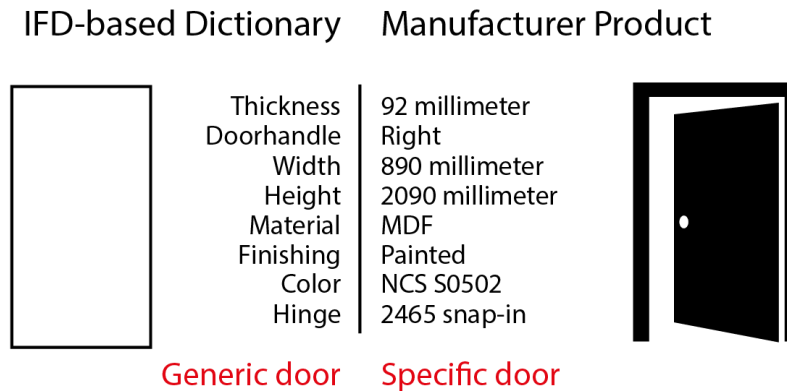 IFD-based Dictionary Manufacturer Product
Thickness 92 millimeter
Doorhandle Right
Width 890 millimeter
Height 2090 millimeter
Material MDF
Finishing Painted
Color NCS S0502
Hinge 2465 snap-in
Generic door Specific door